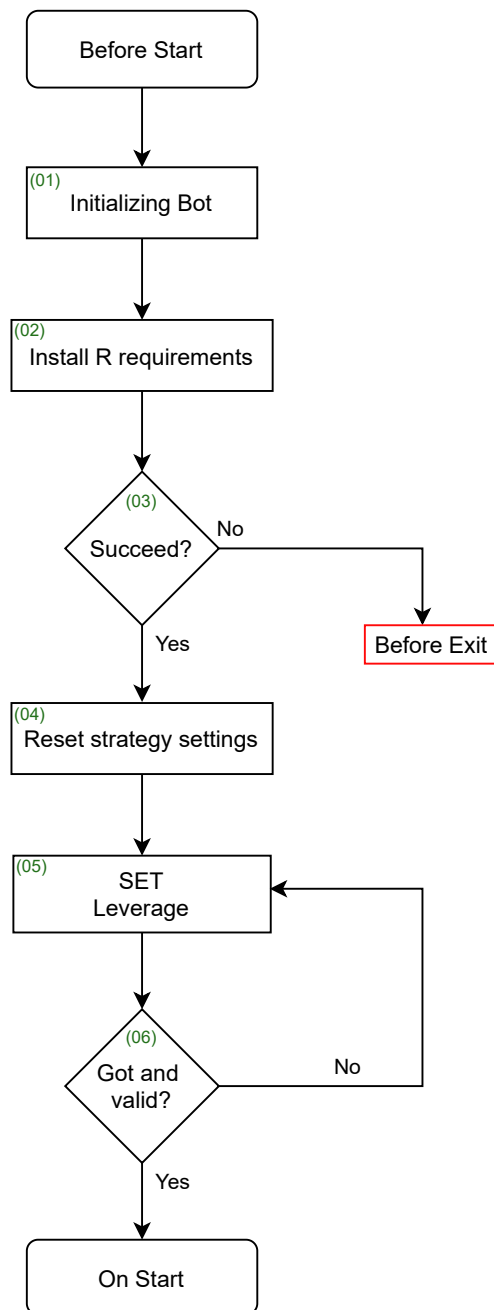 Before Start
(01)
Initializing Bot
(02)
Install R requirements
(03)
Succeed?
No
Yes
Before Exit
(04)
Reset strategy settings
(05)
SET
Leverage
(06)
Got and
valid?
No
Yes
On Start